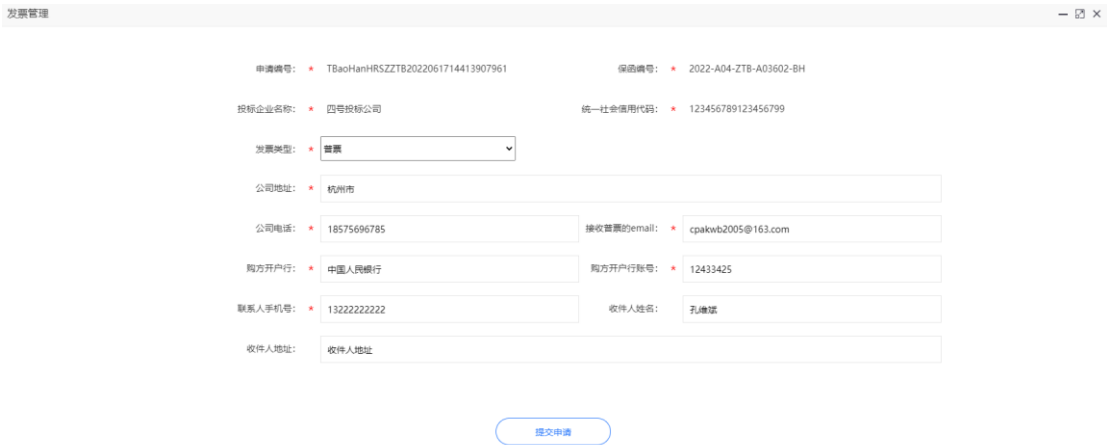 发票管理
申请编号： * TBaoHanHRSZZTB2022061714413907961 保函编号： * 2022-A04-ZTB-A03602-BH
投标企业名称： * 四号投标公司 统一社会信用代码： * 123456789123456799
发票类型： * 普票
公司地址： * 杭州市
公司电话： * 18575696785 接收普票的email： * cpakwb2005@163.com
购方开户行： * 中国人民银行 购方开户行账号： * 12433425
联系人手机号： * 13222222222 收件人姓名： 孔维斌
收件人地址： 收件人地址
提交申请